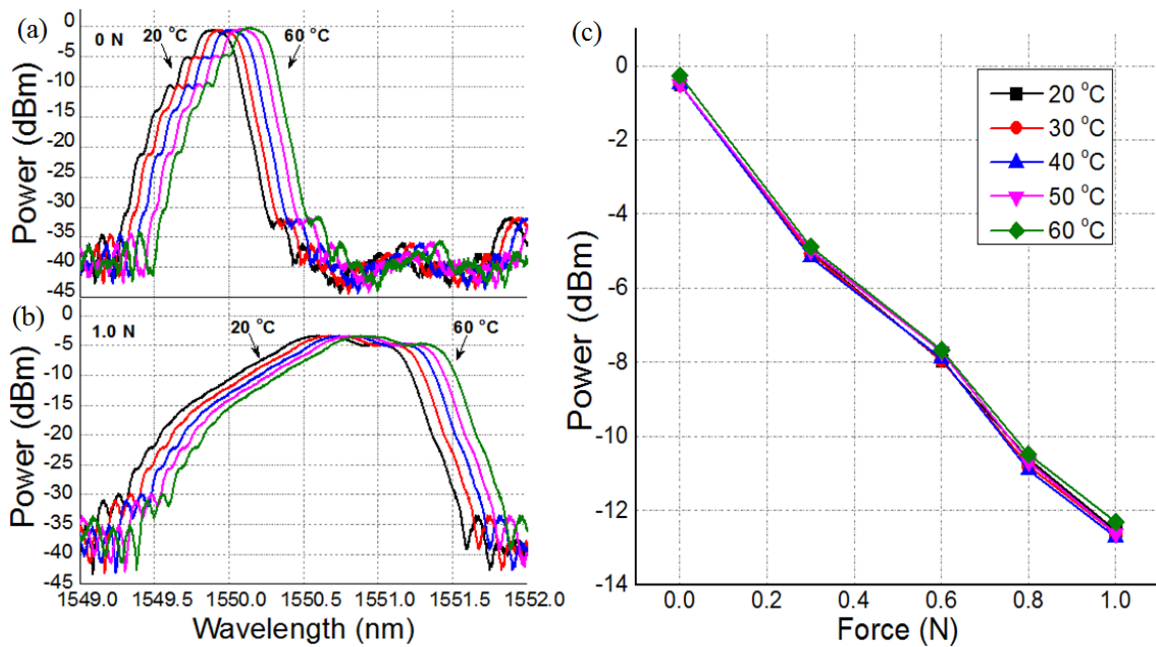 (a)
0 N
20 °C
60 °C
Power (dBm)
0
-5
-10
-15
-20
-25
-30
-35
-40
-45
(b)
1.0 N
20 °C
60 °C
Power (dBm)
0
-5
-10
-15
-20
-25
-30
-35
-40
-45
1549.0 1549.5 1550.0 1550.5 1551.0 1551.5 1552.0
Wavelength (nm)
(c)
20 °C
30 °C
40 °C
50 °C
60 °C
Power (dBm)
0
-2
-4
-6
-8
-10
-12
-14
0.0 0.2 0.4 0.6 0.8 1.0
Force (N)